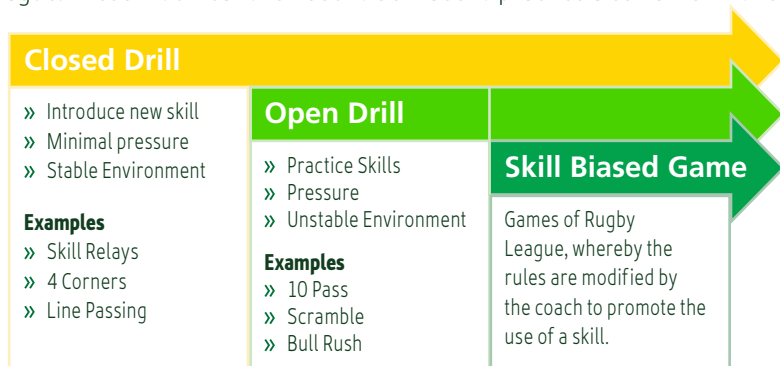 Closed Drill
» Introduce new skill
» Minimal pressure
» Stable Environment
Examples
» Skill Relays
» 4 Corners
» Line Passing
Open Drill
» Practice Skills
» Pressure
» Unstable Environment
Examples
» 10 Pass
» Scramble
» Bull Rush
Skill Biased Game
Games of Rugby
League, whereby the
rules are modified by
the coach to promote the
use of a skill.